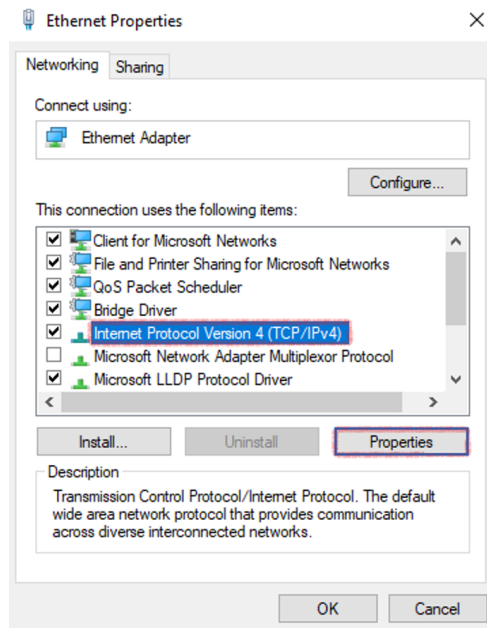 Ethernet Properties
Networking
Sharing
Connect using:
Ethernet Adapter
Configure...
This connection uses the following items:
Client for Microsoft Networks
File and Printer Sharing for Microsoft Networks
QoS Packet Scheduler
Bridge Driver
Internet Protocol Version 4 (TCP/IPv4)
Microsoft Network Adapter Multiplexor Protocol
Microsoft LLDP Protocol Driver
Install...
Uninstall
Properties
Description
Transmission Control Protocol/Internet Protocol. The default
wide area network protocol that provides communication
across diverse interconnected networks.
OK
Cancel